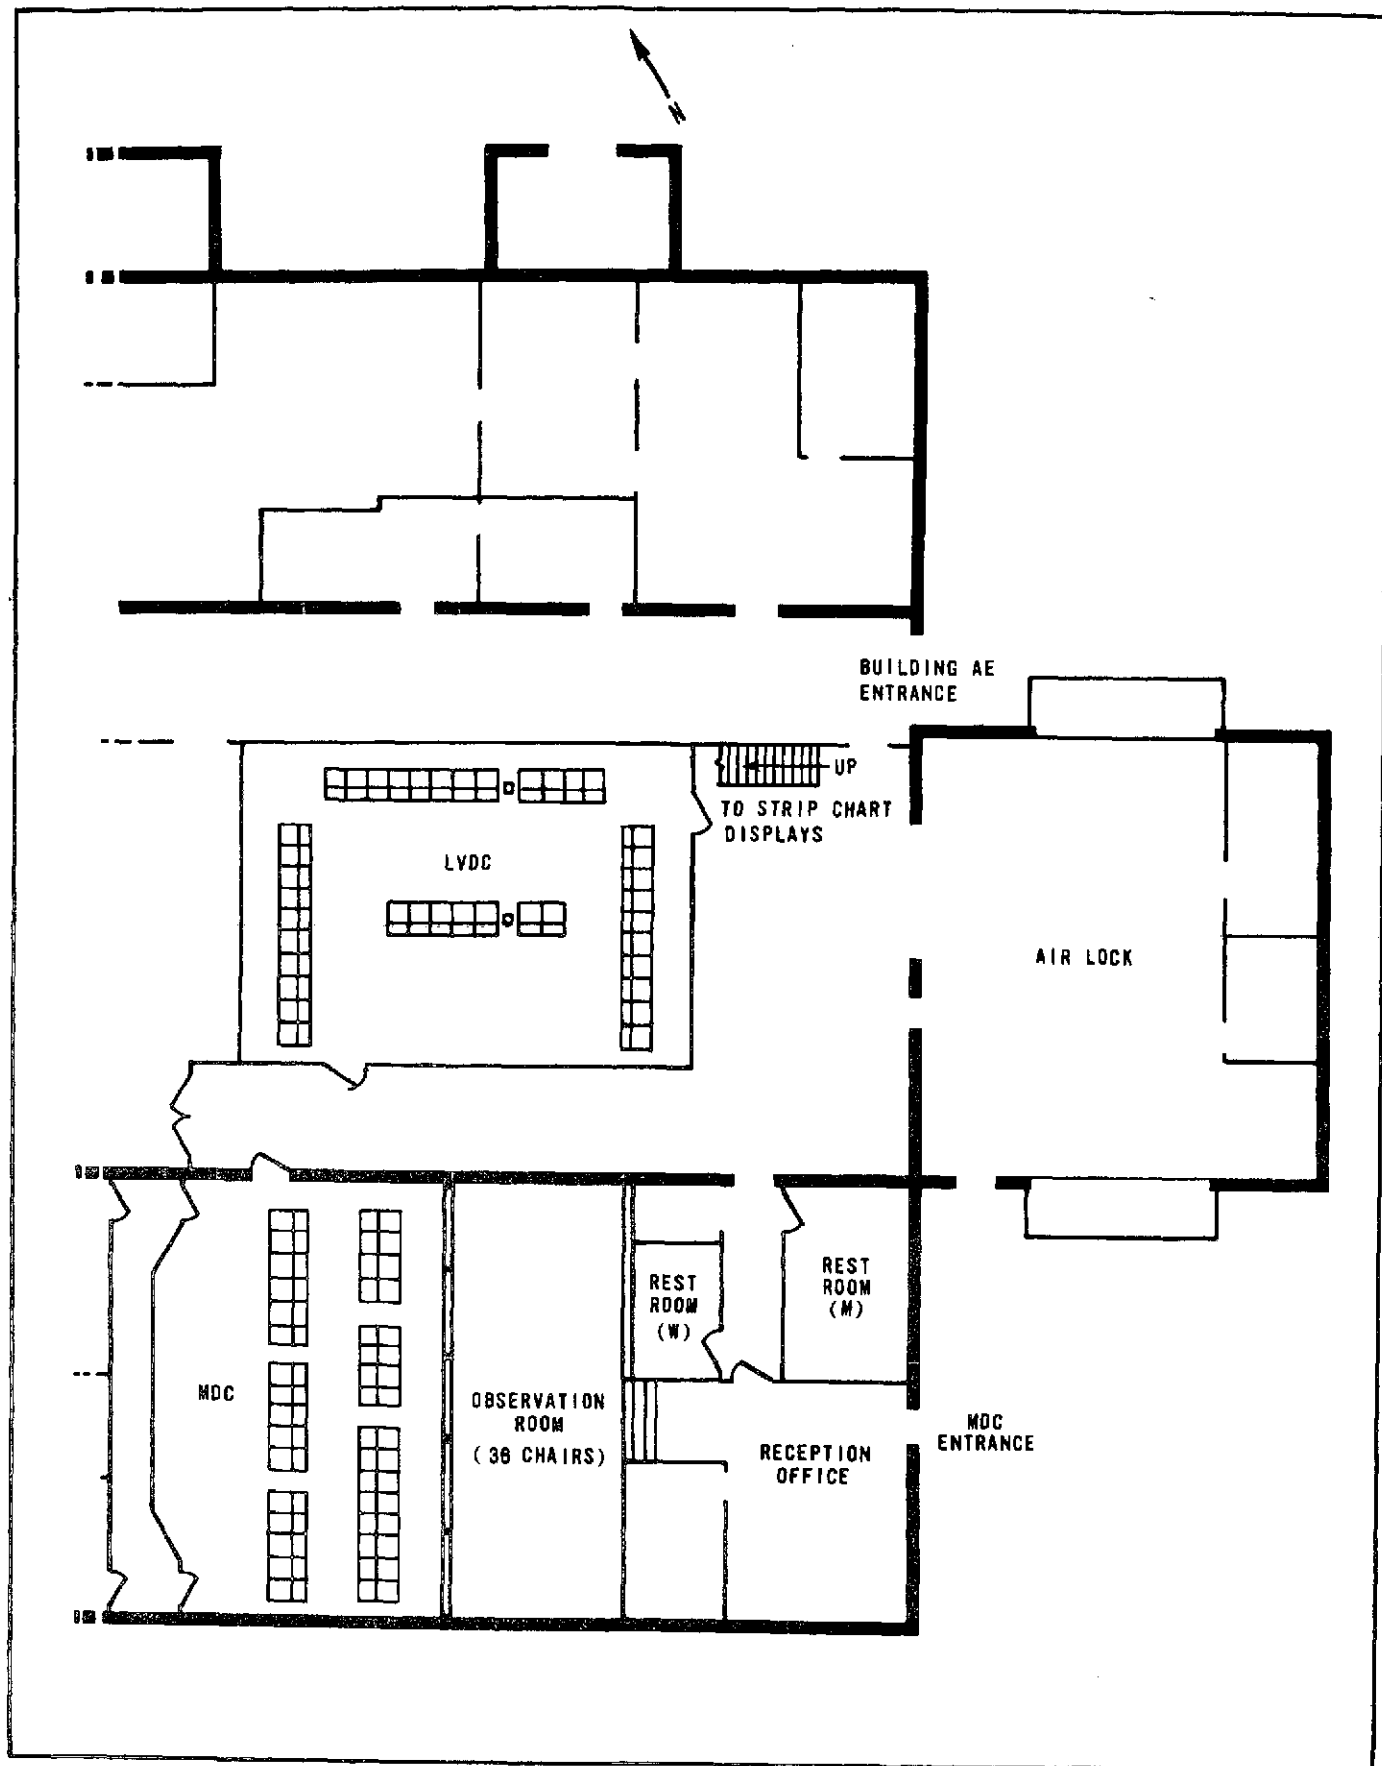 N
BUILDING AE
ENTRANCE
UP
TO STRIP CHART
DISPLAYS
LVDC
AIR LOCK
REST
ROOM
(W)
REST
ROOM
(M)
MDC
OBSERVATION
ROOM
(36 CHAIRS)
RECEPTION
OFFICE
MDC
ENTRANCE